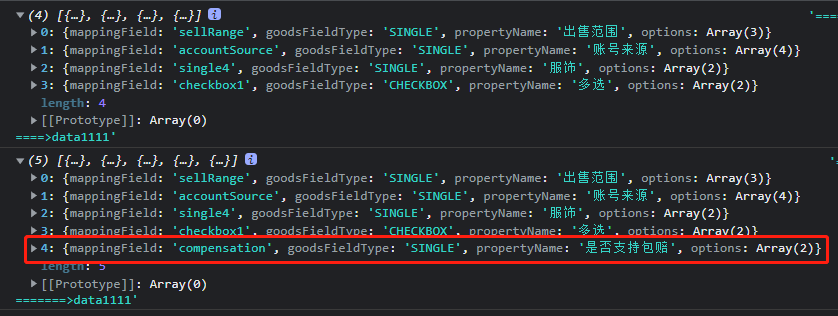 ▼(4) [{…}, {…}, {…}, {…}] i '===
▶0: {mappingField: 'sellRange', goodsFieldType: 'SINGLE', propertyName: '出售范围', options: Array(3)}
▶1: {mappingField: 'accountSource', goodsFieldType: 'SINGLE', propertyName: '账号来源', options: Array(4)}
▶2: {mappingField: 'single4', goodsFieldType: 'SINGLE', propertyName: '服饰', options: Array(2)}
▶3: {mappingField: 'checkbox1', goodsFieldType: 'CHECKBOX', propertyName: '多选', options: Array(2)}
length: 4
▶[[Prototype]]: Array(0)
====>data1111'
▼(5) [{…}, {…}, {…}, {…}, {…}] i '=
▶0: {mappingField: 'sellRange', goodsFieldType: 'SINGLE', propertyName: '出售范围', options: Array(3)}
▶1: {mappingField: 'accountSource', goodsFieldType: 'SINGLE', propertyName: '账号来源', options: Array(4)}
▶2: {mappingField: 'single4', goodsFieldType: 'SINGLE', propertyName: '服饰', options: Array(2)}
▶3: {mappingField: 'checkbox1', goodsFieldType: 'CHECKBOX', propertyName: '多选', options: Array(2)}
▶4: {mappingField: 'compensation', goodsFieldType: 'SINGLE', propertyName: '是否支持包赔', options: Array(2)}
length: 5
▶[[Prototype]]: Array(0)
=======>data1111'